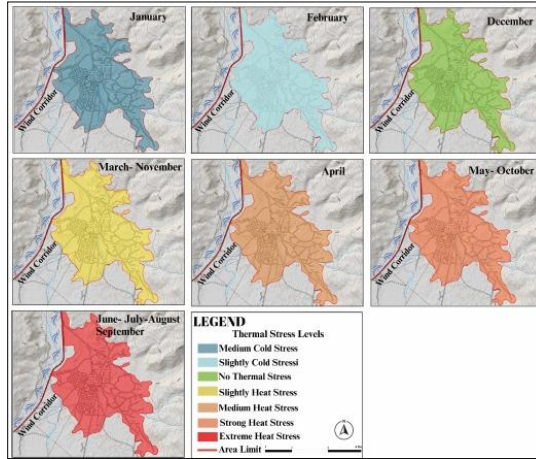 January
Wind Corridor
February
Wind Corridor
December
Wind Corridor
March- November
Wind Corridor
April
Wind Corridor
May- October
Wind Corridor
June- July-August
September
Wind Corridor
LEGEND
Thermal Stress Levels
Medium Cold Stress
Slightly Cold Stressi
No Thermal Stress
Slightly Heat Stress
Medium Heat Stress
Strong Heat Stress
Extreme Heat Stress
Area Limit